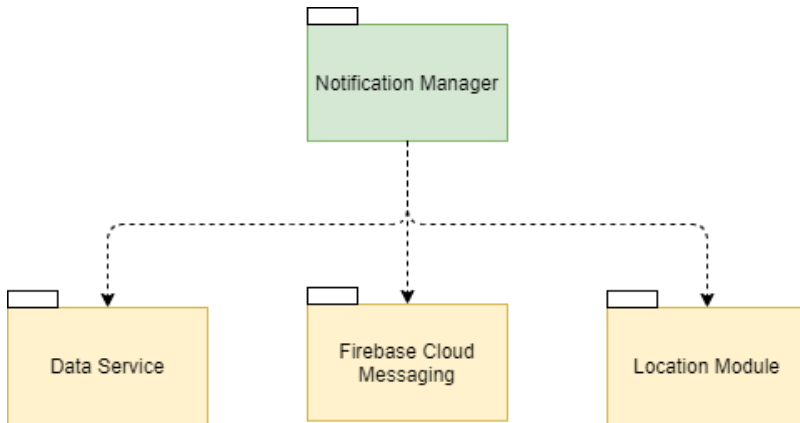 Notification Manager
Data Service
Firebase Cloud
Messaging
Location Module